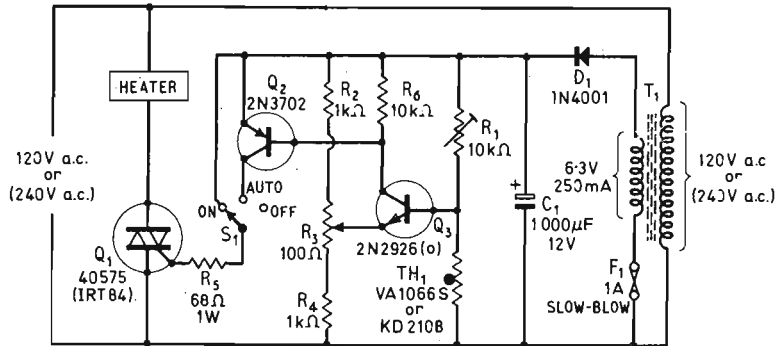 HEATER
120V a.c.
or
(240V a.c.)
Q1
40575
(IRT84).
R5
68Ω
1W
ON
S1
AUTO
OFF
Q2
2N3702
R2
1kΩ
R3
100Ω
R4
1kΩ
R6
10kΩ
Q3
2N2926(o)
R1
10kΩ
TH1
VA1066S
or
KD210B
+
C1
1000µF
12V
D1
1N4001
T1
6·3V
250mA
F1
1A
SLOW-BLOW
120V a.c
or
(240V a.c.)